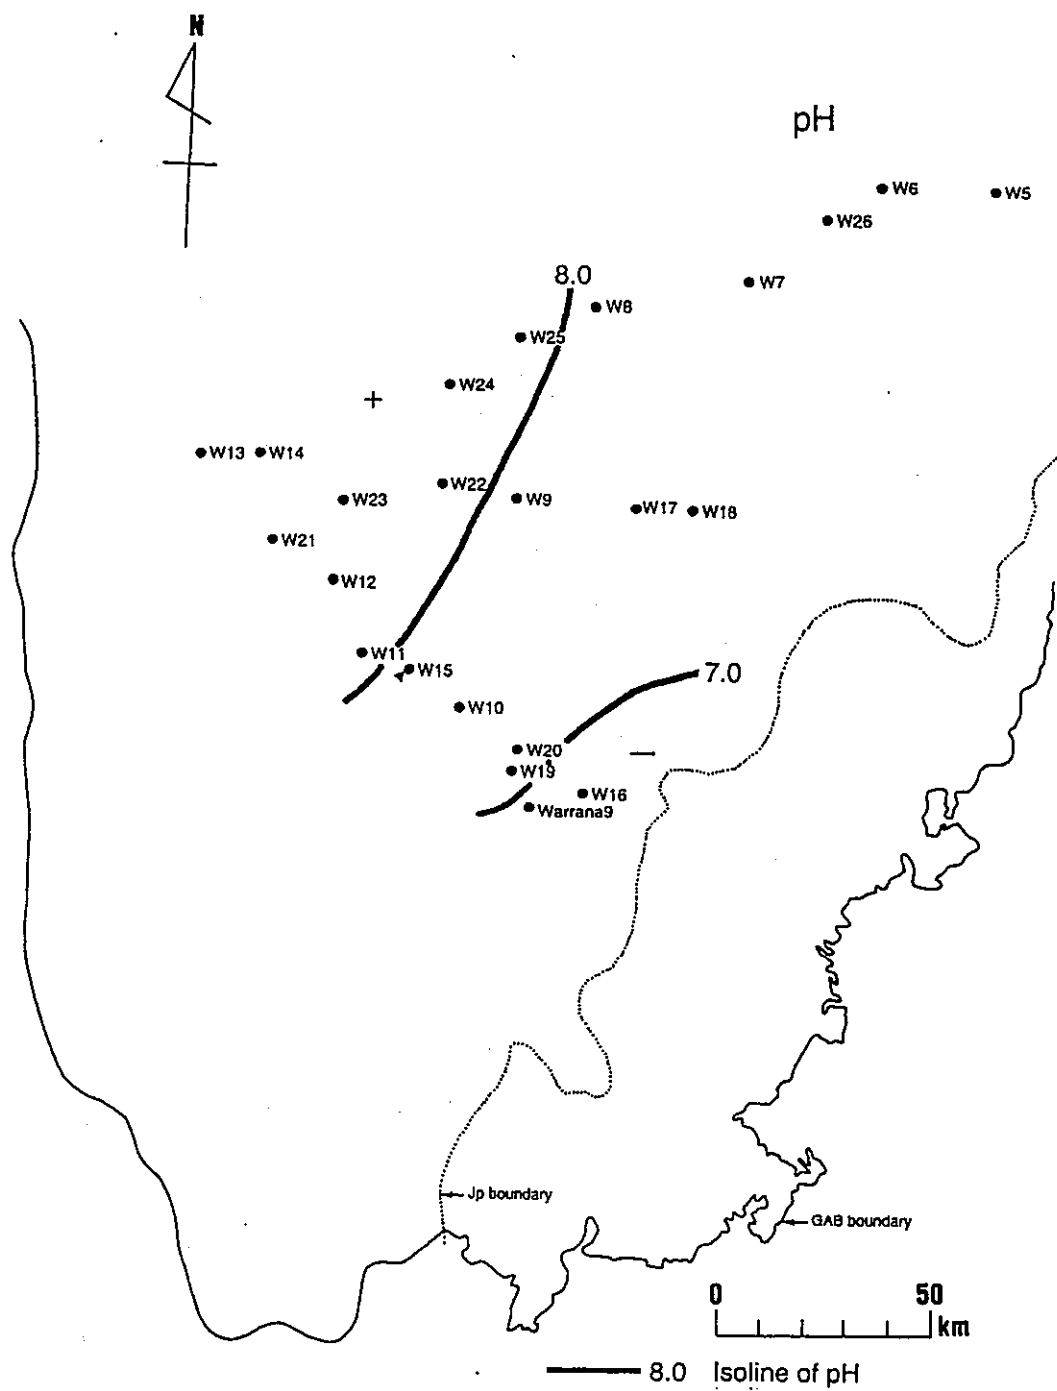 N
pH
W6
W5
W26
W7
8.0
W8
W25
W24
+
W13
W14
W22
W23
W9
W17
W18
W21
W12
W11
W15
7.0
W10
W20
—
W19
W16
Warrana9
Jp boundary
GAB boundary
0 50
km
8.0 Isoline of pH